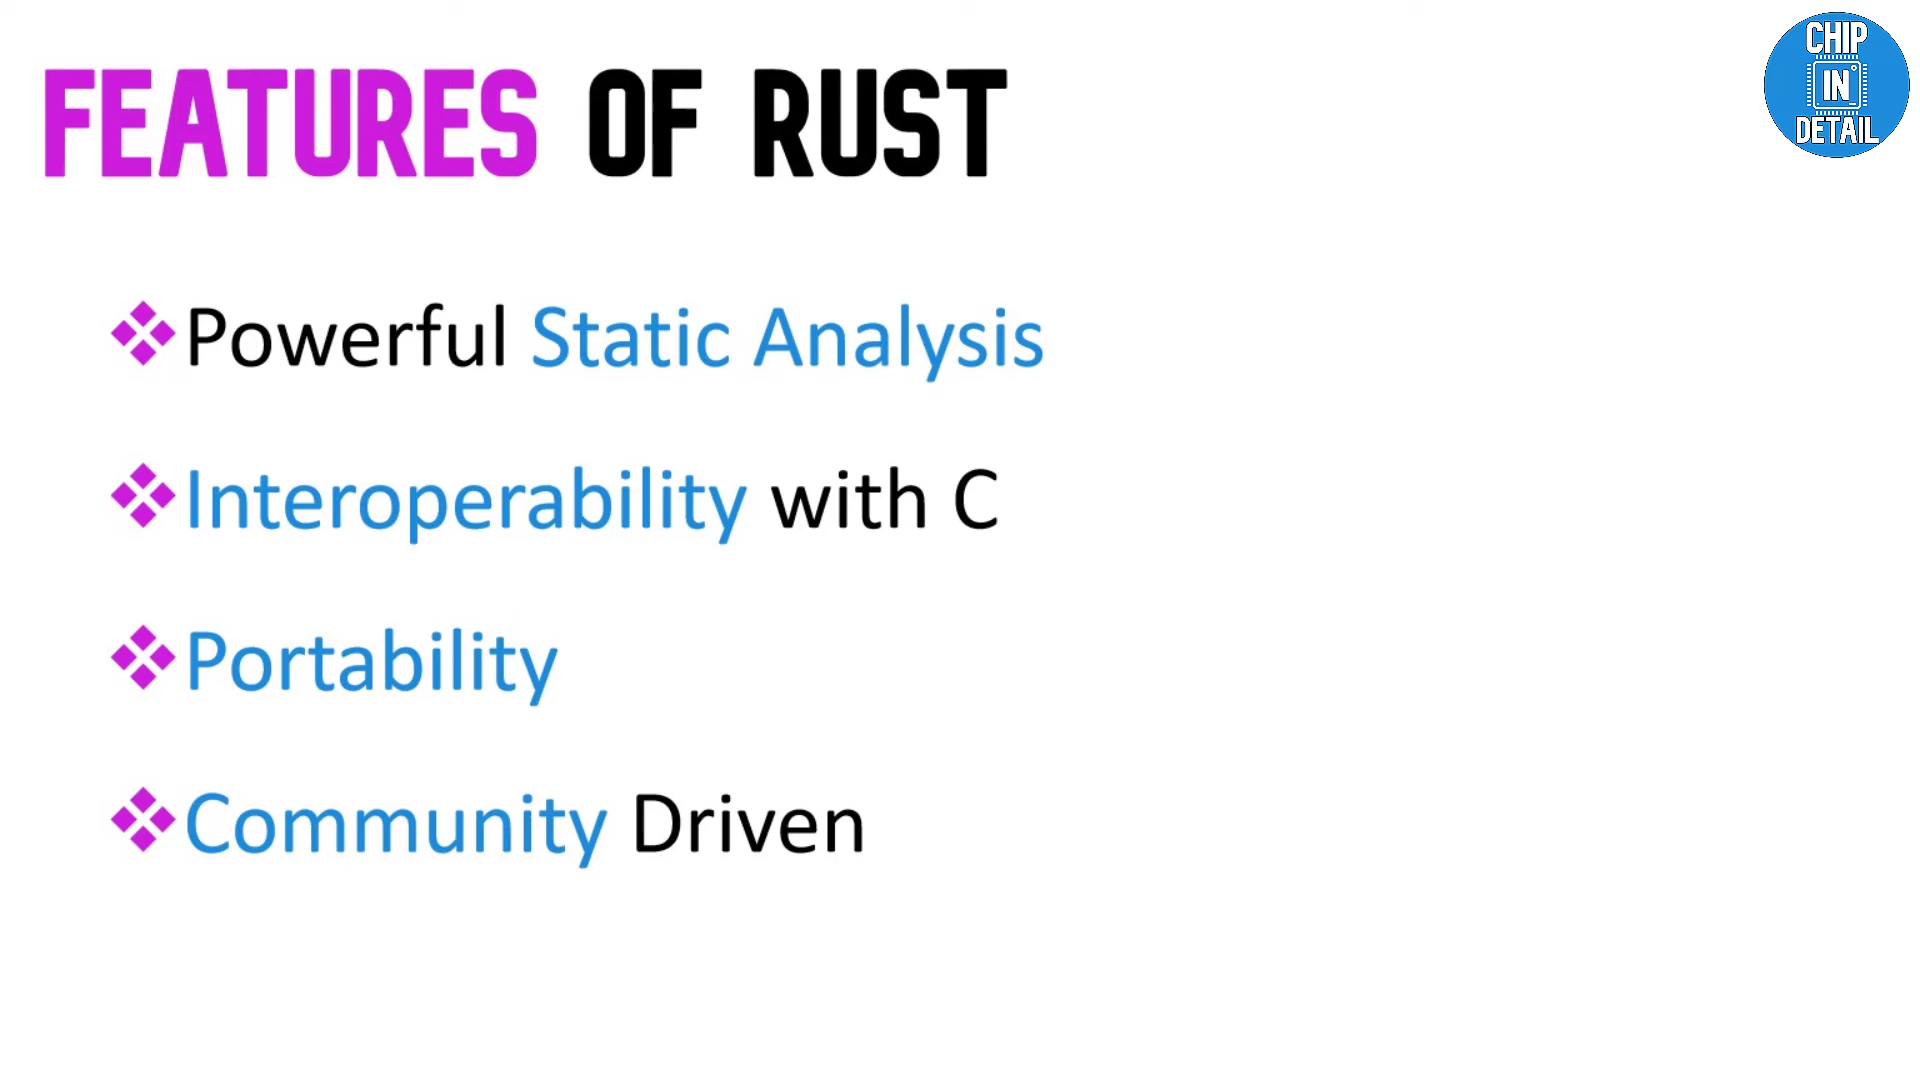 FEATURES OF RUST
CHIP
IN
DETAIL
Powerful Static Analysis
Interoperability with C
Portability
Community Driven